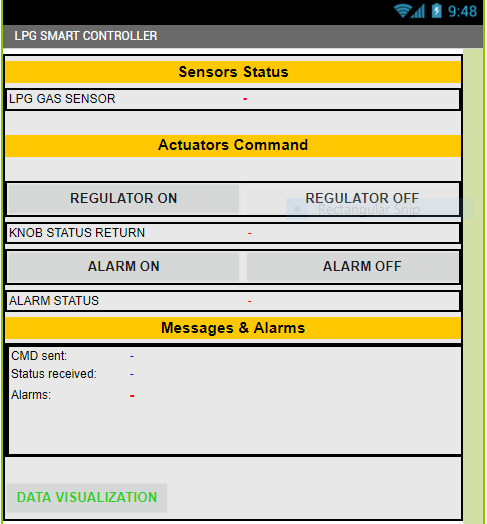 9:48
LPG SMART CONTROLLER
Sensors Status
LPG GAS SENSOR -
Actuators Command
REGULATOR ON REGULATOR OFF
Rectangular Snip
KNOB STATUS RETURN -
ALARM ON ALARM OFF
ALARM STATUS -
Messages & Alarms
CMD sent: -
Status received: -
Alarms: -
DATA VISUALIZATION